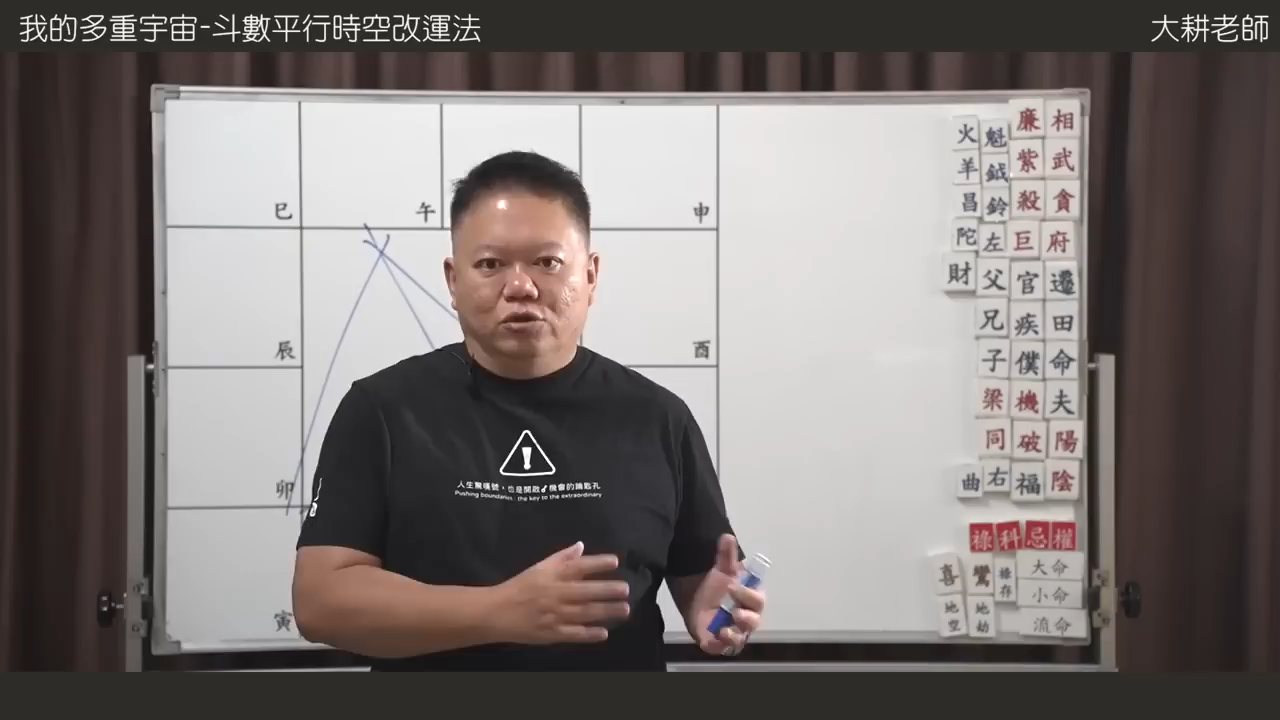 我的多重宇宙-斗數平行時空改運法
大耕老師
巳
午
申
辰
酉
卯
寅
火 魁 廉 相
羊 鉞 紫 武
昌 鈴 殺 貪
陀 左 巨 府
財 父 官 遷
兄 疾 田
子 僕 命
梁 機 夫
同 破 陽
曲 右 福 陰
祿 科 忌 權
喜 鸞 祿存 大命
小命
地空 地劫 流命
人生驚嘆號，也是開啟機會的鑰匙孔
Pushing boundaries, the key to the extraordinary